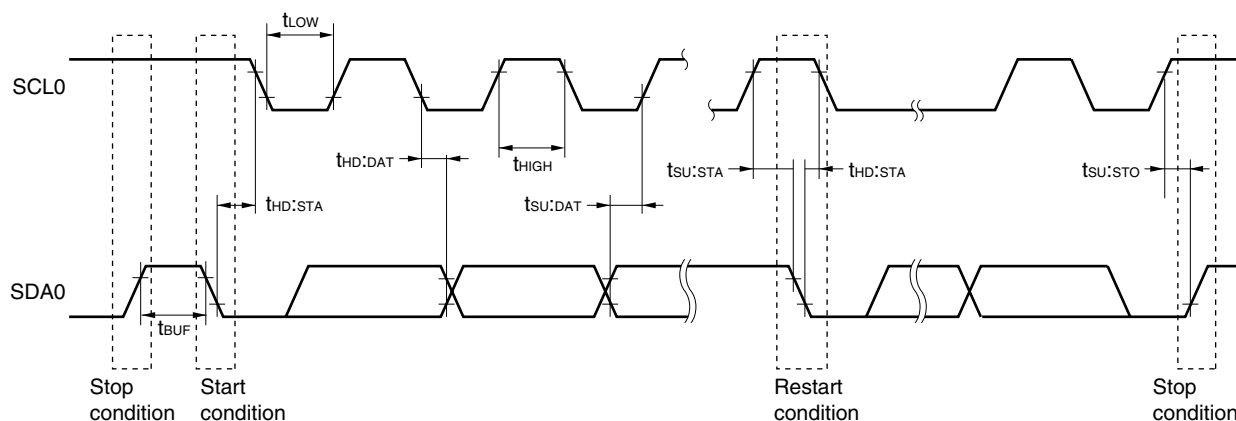 tLOW
SCL0
tHD:DAT
tHIGH
tSU:STA
tHD:STA
tSU:STO
tHD:STA
tSU:DAT
SDA0
tBUF
Stop
condition
Start
condition
Restart
condition
Stop
condition